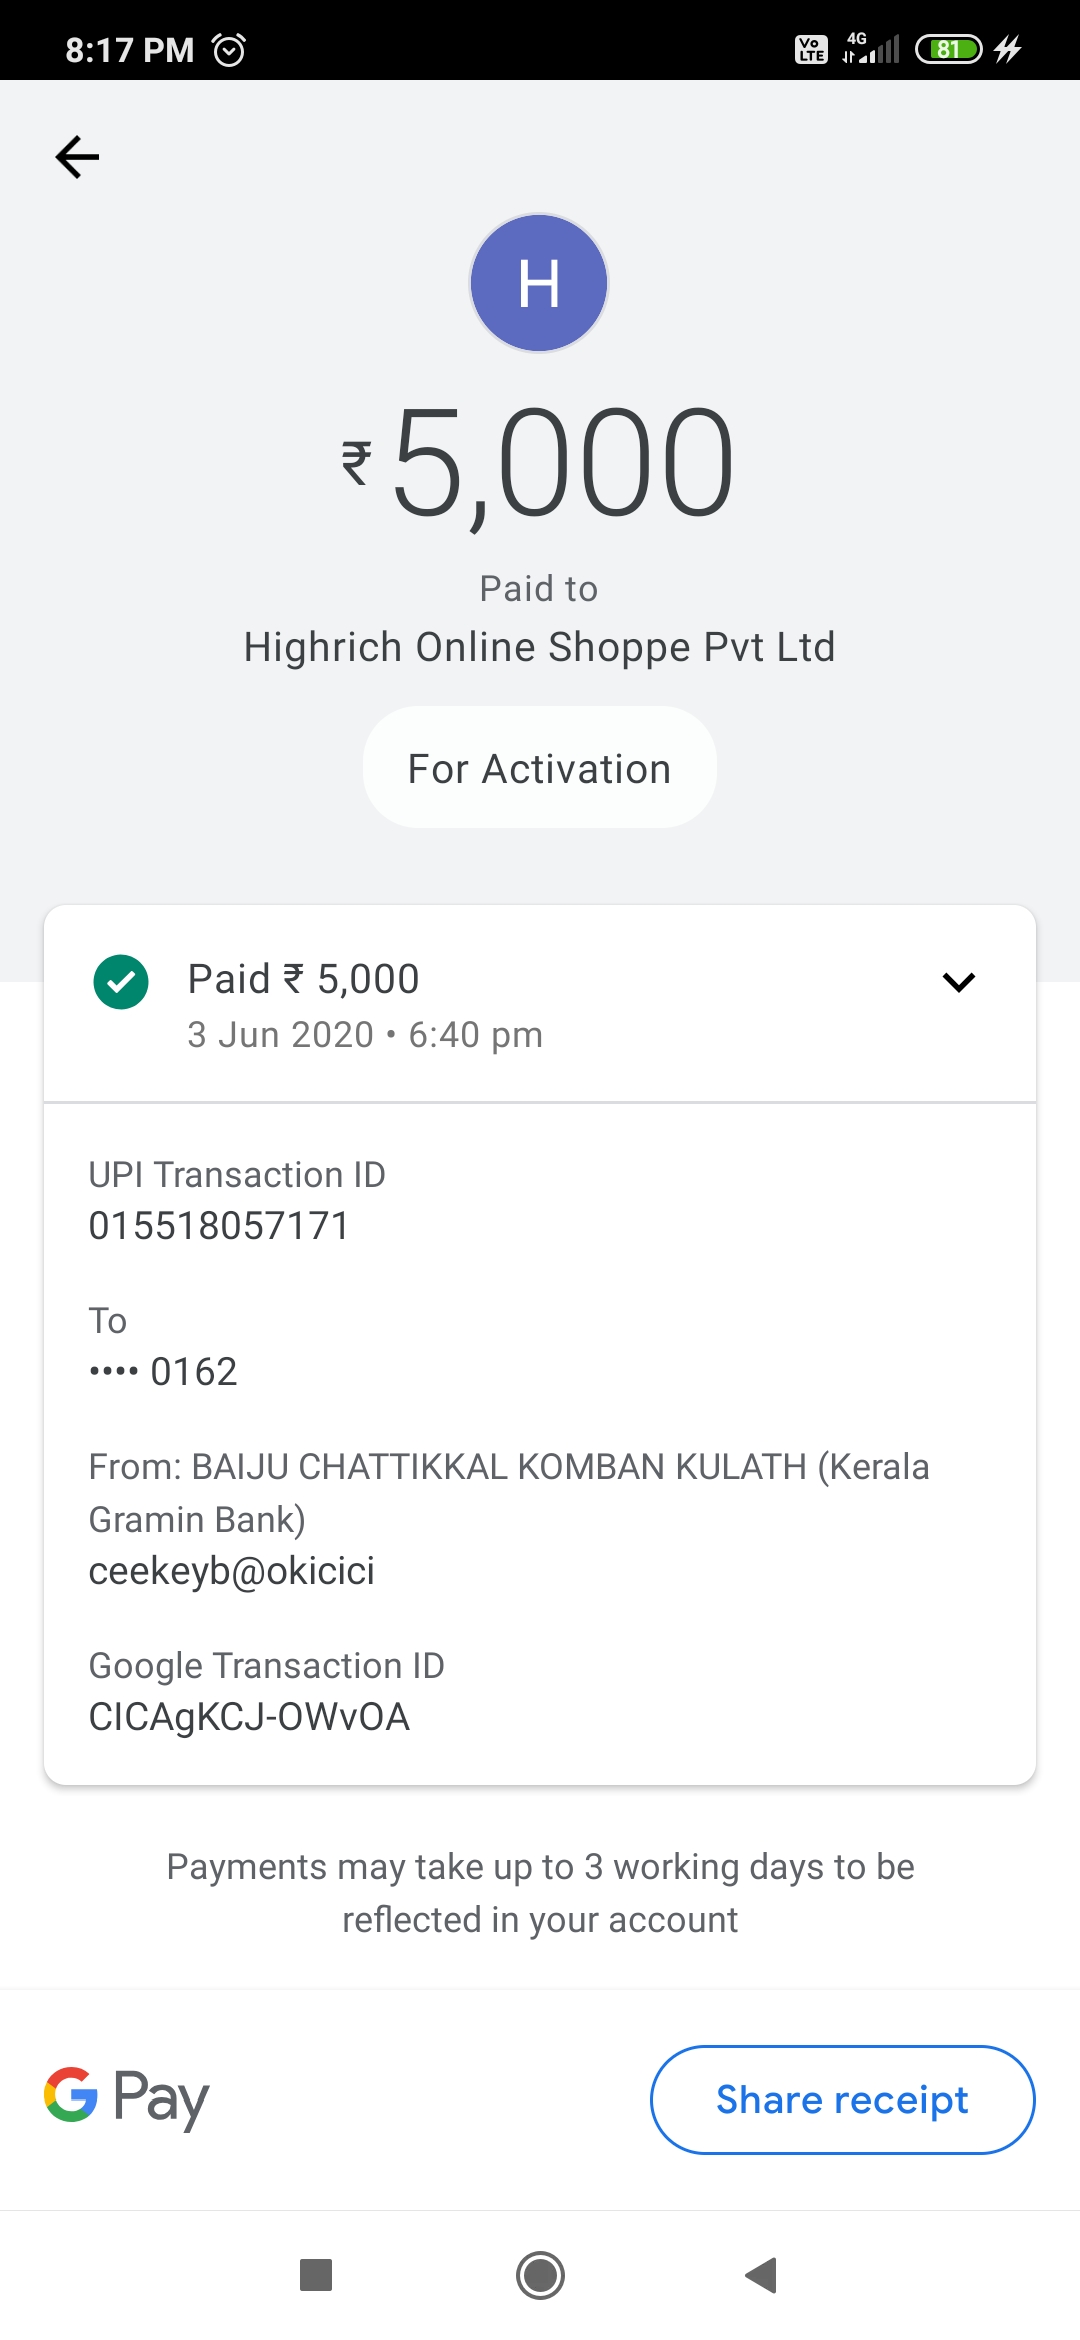 8:17 PM
Vo LTE 4G 81
H
₹5,000
Paid to
Highrich Online Shoppe Pvt Ltd
For Activation
Paid ₹ 5,000
3 Jun 2020 • 6:40 pm
UPI Transaction ID
015518057171
To
•••• 0162
From: BAIJU CHATTIKKAL KOMBAN KULATH (Kerala
Gramin Bank)
ceekeyb@okicici
Google Transaction ID
CICAgKCJ-OWvOA
Payments may take up to 3 working days to be
reflected in your account
G Pay
Share receipt